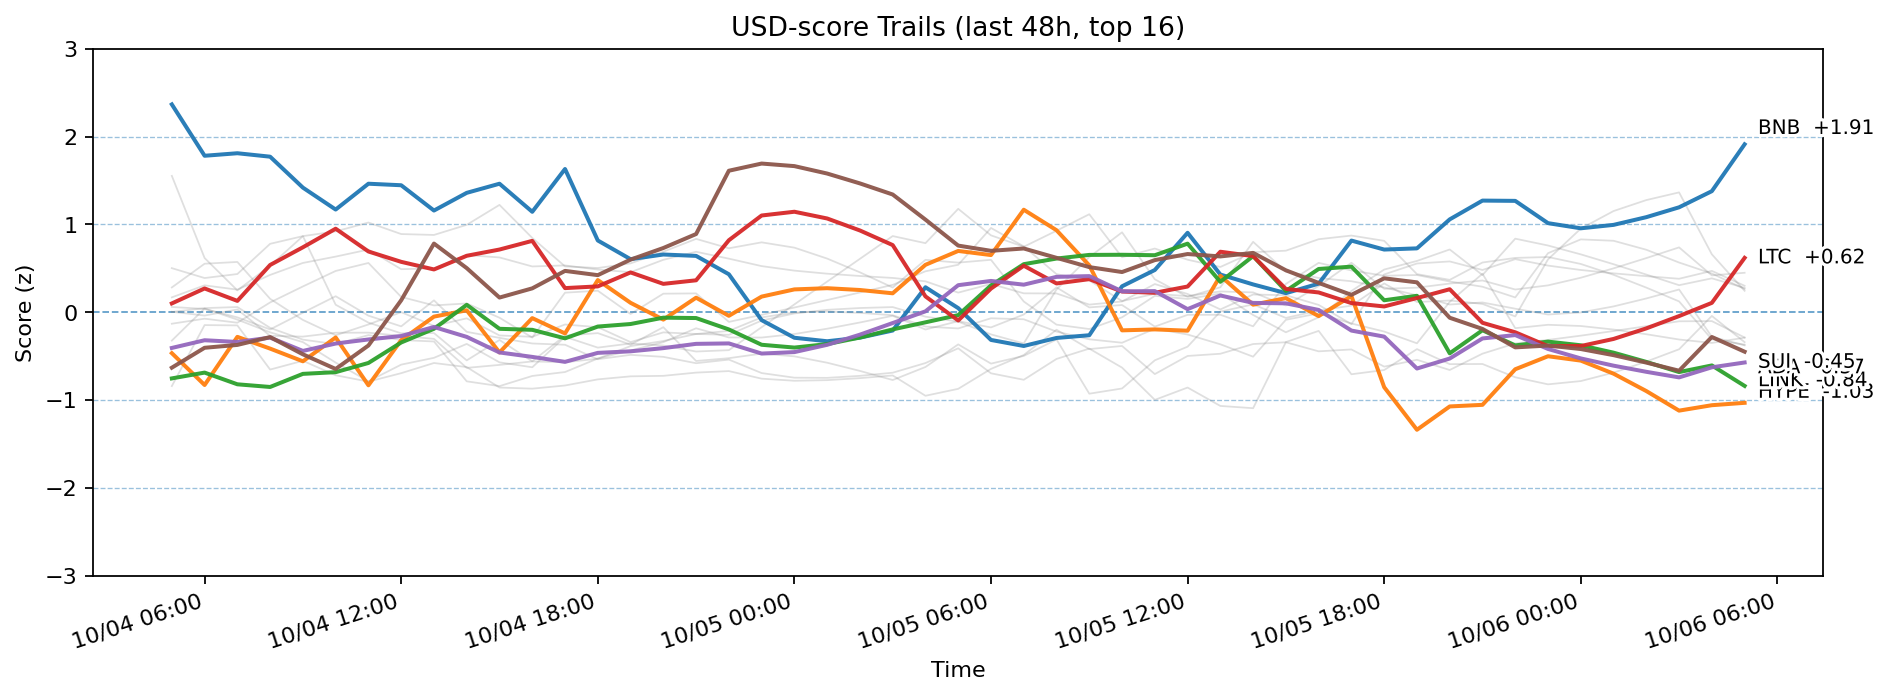 USD-score Trails (last 48h, top 16)
3
2
1
0
−1
−2
−3
Score (z)
BNB +1.91
LTC +0.62
SUI -0.45
LINK -0.84
HYPE -1.03
10/04 06:00
10/04 12:00
10/04 18:00
10/05 00:00
10/05 06:00
10/05 12:00
10/05 18:00
10/06 00:00
10/06 06:00
Time